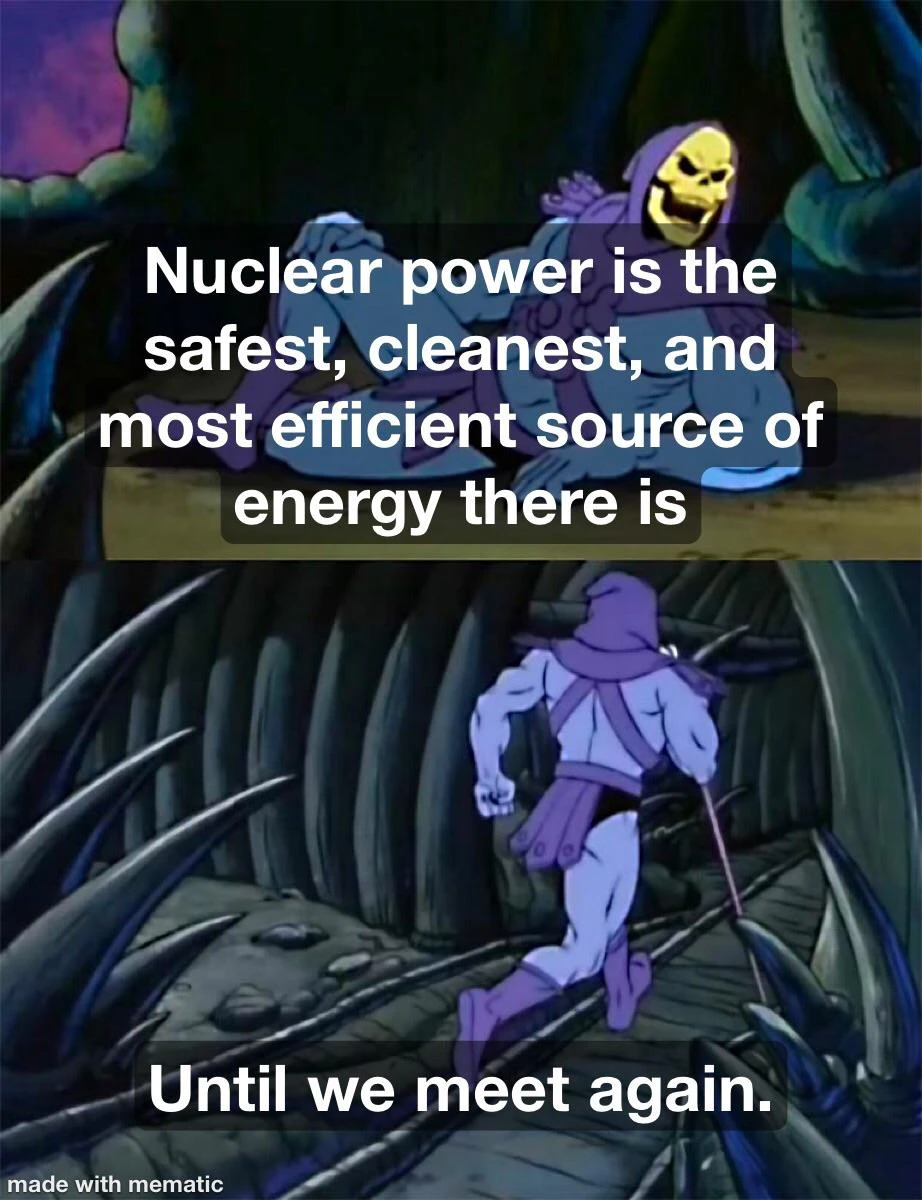 Nuclear power is the
safest, cleanest, and
most efficient source of
energy there is
Until we meet again.
made with mematic